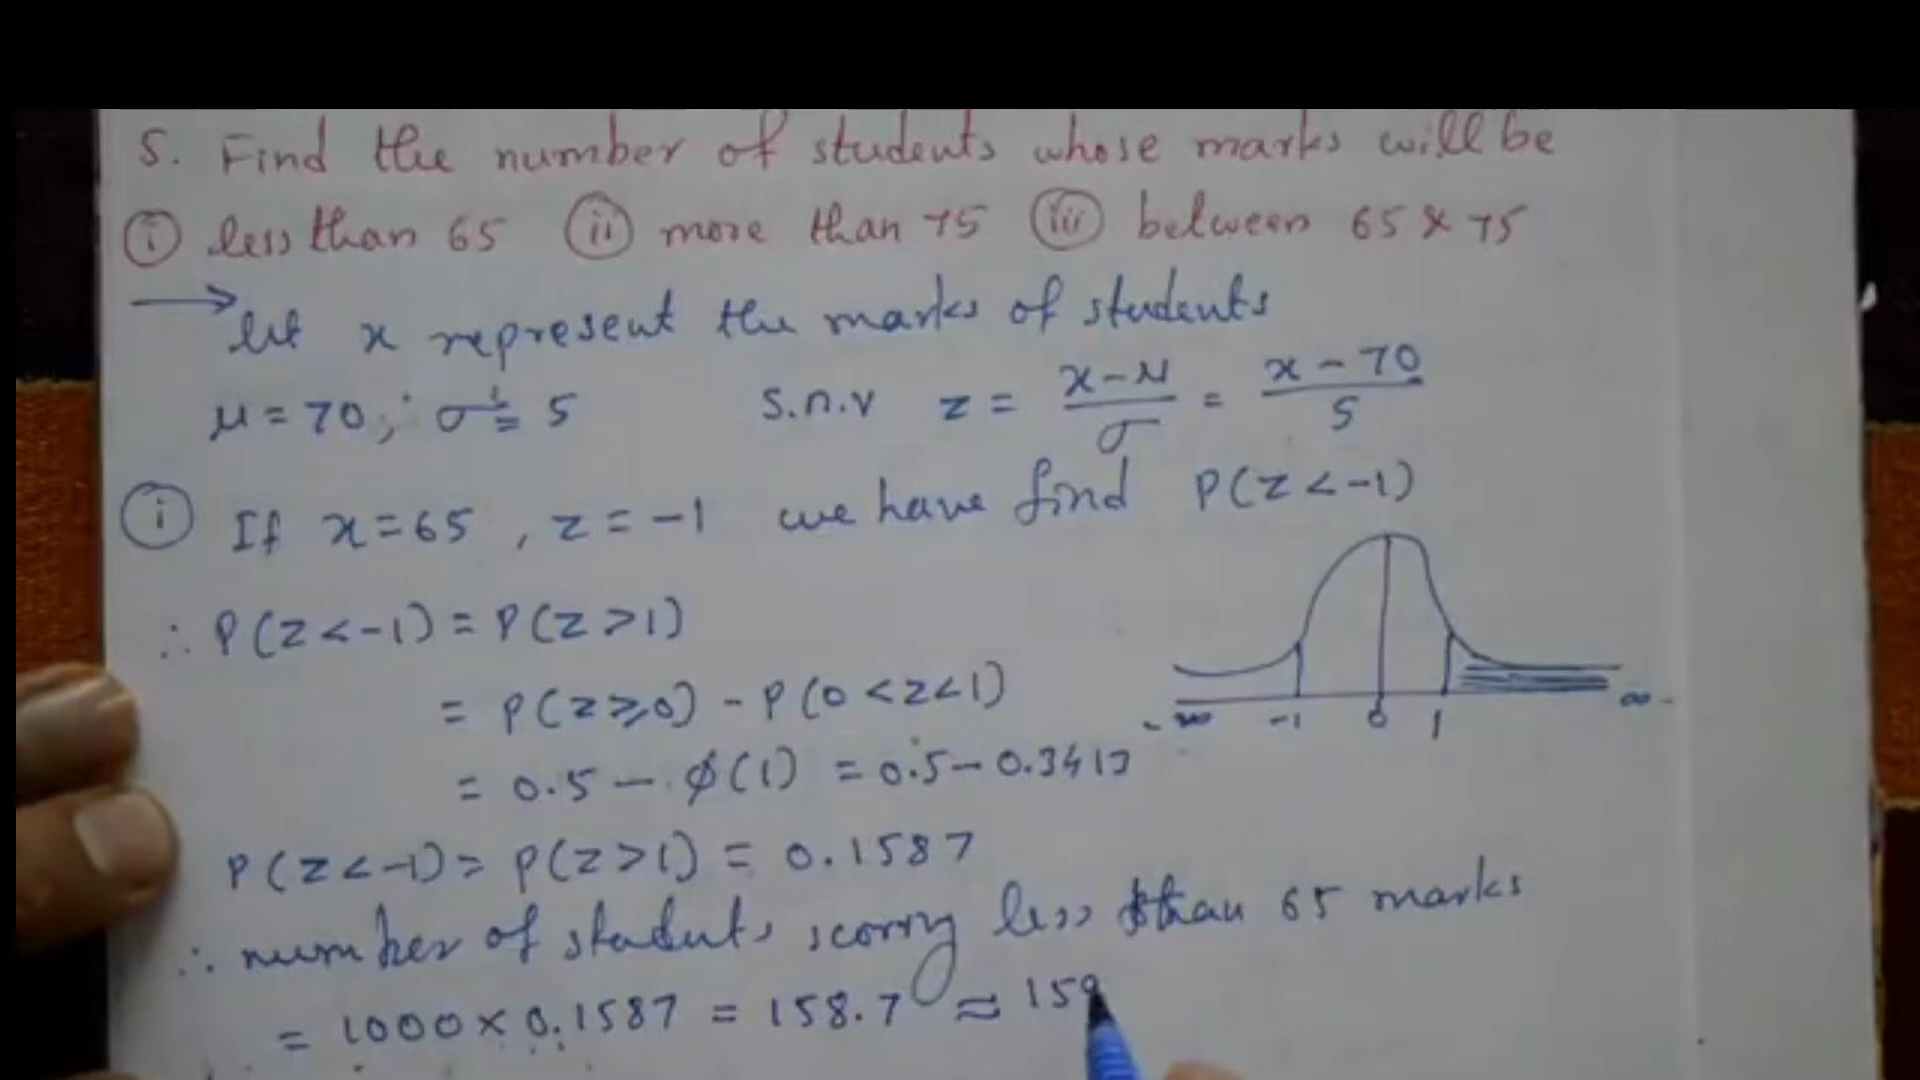 5. Find the number of students whose marks will be
(i) less than 65 (ii) more than 75 (iii) between 65 & 75
→ let x represent the marks of students
μ = 70; σ = 5 S.n.v z = (x-μ)/σ = (x-70)/5
(i) If x=65, z=-1 we have find P(Z<-1)
∴ P(Z<-1) = P(Z>1)
= P(Z≥0) - P(0<Z<1)
= 0.5 - φ(1) = 0.5 - 0.3413
-∞ -1 0 1 ∞
P(Z<-1) = P(Z>1) = 0.1587
∴ number of students scorng less than 65 marks
= 1000 × 0.1587 = 158.7 ≈ 159